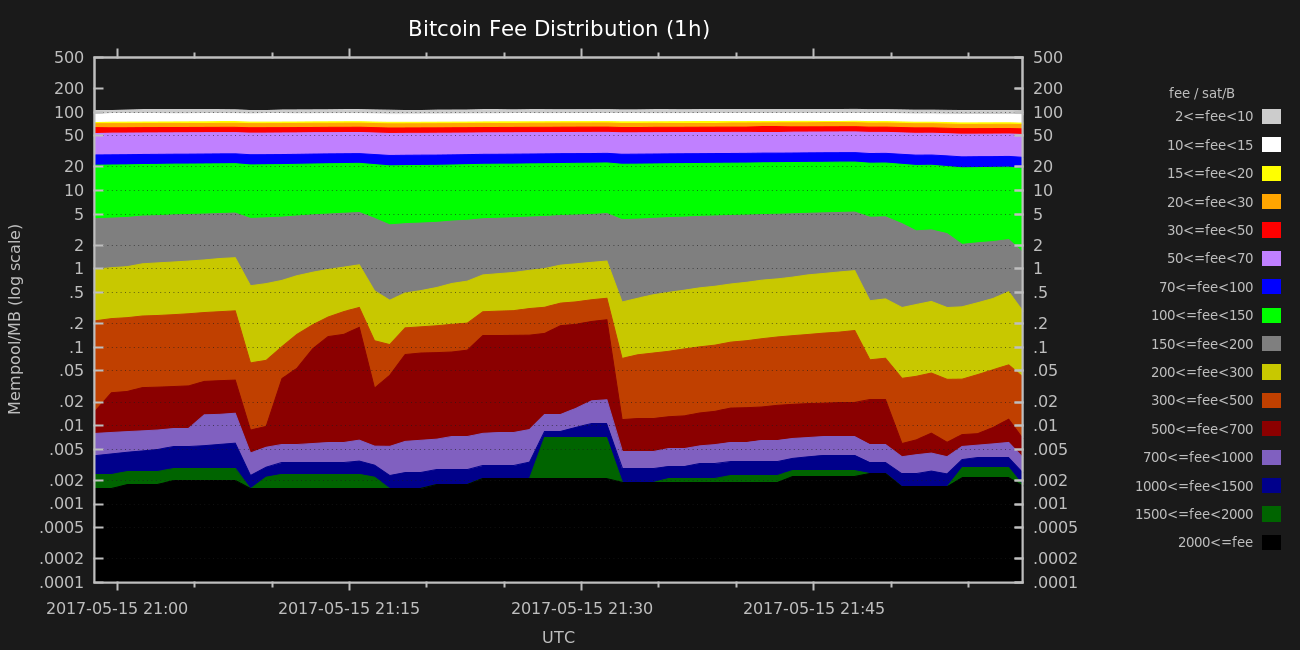 Bitcoin Fee Distribution (1h)
Mempool/MB (log scale)
500
200
100
50
20
10
5
2
1
.5
.2
.1
.05
.02
.01
.005
.002
.001
.0005
.0002
.0001
500
200
100
50
20
10
5
2
1
.5
.2
.1
.05
.02
.01
.005
.002
.001
.0005
.0002
.0001
2017-05-15 21:00
2017-05-15 21:15
2017-05-15 21:30
2017-05-15 21:45
UTC
fee / sat/B
2<=fee<10
10<=fee<15
15<=fee<20
20<=fee<30
30<=fee<50
50<=fee<70
70<=fee<100
100<=fee<150
150<=fee<200
200<=fee<300
300<=fee<500
500<=fee<700
700<=fee<1000
1000<=fee<1500
1500<=fee<2000
2000<=fee